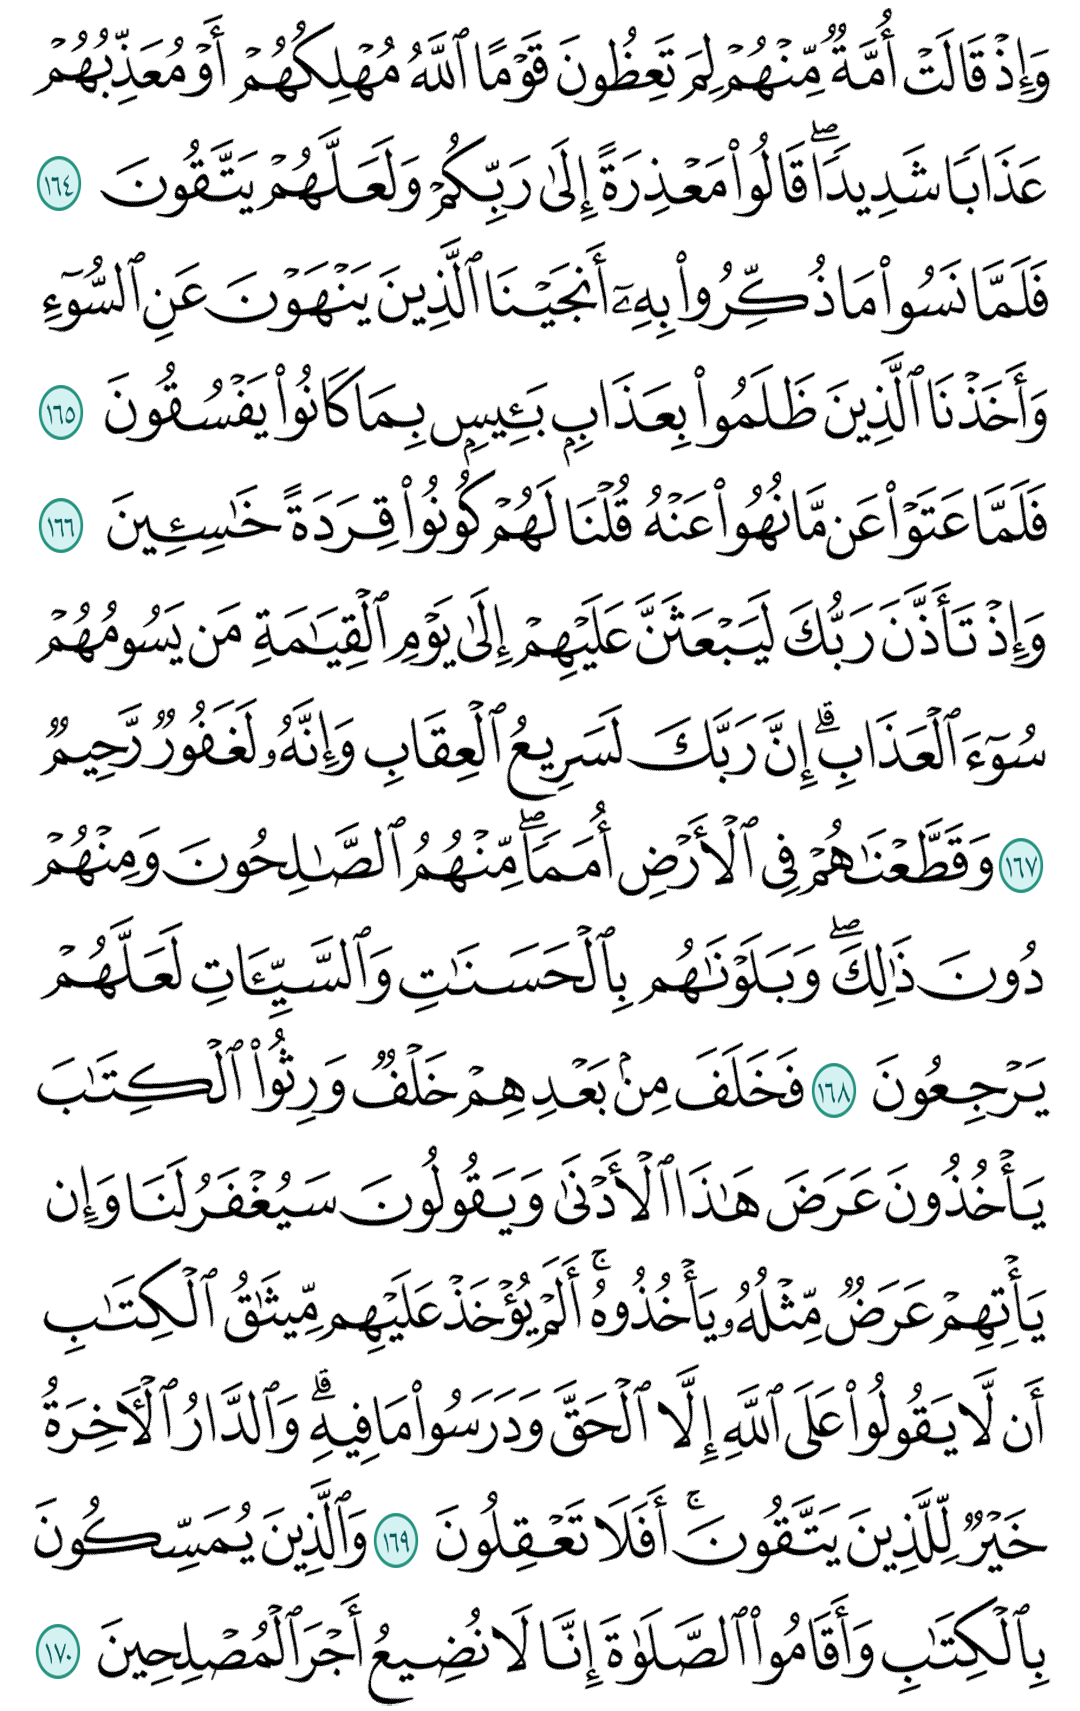 وَإِذْ قَالَتْ أُمَّةٌ مِّنْهُمْ لِمَ تَعِظُونَ قَوْمًا ٱللَّهُ مُهْلِكُهُمْ أَوْ مُعَذِّبُهُمْ
عَذَابًا شَدِيدًا ۖ قَالُوا۟ مَعْذِرَةً إِلَىٰ رَبِّكُمْ وَلَعَلَّهُمْ يَتَّقُونَ ١٦٤
فَلَمَّا نَسُوا۟ مَا ذُكِّرُوا۟ بِهِۦٓ أَنجَيْنَا ٱلَّذِينَ يَنْهَوْنَ عَنِ ٱلسُّوٓءِ
وَأَخَذْنَا ٱلَّذِينَ ظَلَمُوا۟ بِعَذَابٍۭ بَـِٔيسٍۭ بِمَا كَانُوا۟ يَفْسُقُونَ ١٦٥
فَلَمَّا عَتَوْا۟ عَن مَّا نُهُوا۟ عَنْهُ قُلْنَا لَهُمْ كُونُوا۟ قِرَدَةً خَـٰسِـِٔينَ ١٦٦
وَإِذْ تَأَذَّنَ رَبُّكَ لَيَبْعَثَنَّ عَلَيْهِمْ إِلَىٰ يَوْمِ ٱلْقِيَـٰمَةِ مَن يَسُومُهُمْ
سُوٓءَ ٱلْعَذَابِ ۗ إِنَّ رَبَّكَ لَسَرِيعُ ٱلْعِقَابِ وَإِنَّهُۥ لَغَفُورٌ رَّحِيمٌ
١٦٧ وَقَطَّعْنَـٰهُمْ فِى ٱلْأَرْضِ أُمَمًا ۖ مِّنْهُمُ ٱلصَّـٰلِحُونَ وَمِنْهُمْ
دُونَ ذَٰلِكَ ۖ وَبَلَوْنَـٰهُم بِٱلْحَسَنَـٰتِ وَٱلسَّيِّـَٔاتِ لَعَلَّهُمْ
يَرْجِعُونَ ١٦٨ فَخَلَفَ مِنۢ بَعْدِهِمْ خَلْفٌ وَرِثُوا۟ ٱلْكِتَـٰبَ
يَأْخُذُونَ عَرَضَ هَـٰذَا ٱلْأَدْنَىٰ وَيَقُولُونَ سَيُغْفَرُ لَنَا وَإِن
يَأْتِهِمْ عَرَضٌ مِّثْلُهُۥ يَأْخُذُوهُ ۚ أَلَمْ يُؤْخَذْ عَلَيْهِم مِّيثَـٰقُ ٱلْكِتَـٰبِ
أَن لَّا يَقُولُوا۟ عَلَى ٱللَّهِ إِلَّا ٱلْحَقَّ وَدَرَسُوا۟ مَا فِيهِ ۗ وَٱلدَّارُ ٱلْـَٔاخِرَةُ
خَيْرٌ لِّلَّذِينَ يَتَّقُونَ ۚ أَفَلَا تَعْقِلُونَ ١٦٩ وَٱلَّذِينَ يُمَسِّكُونَ
بِٱلْكِتَـٰبِ وَأَقَامُوا۟ ٱلصَّلَوٰةَ إِنَّا لَا نُضِيعُ أَجْرَ ٱلْمُصْلِحِينَ ١٧٠